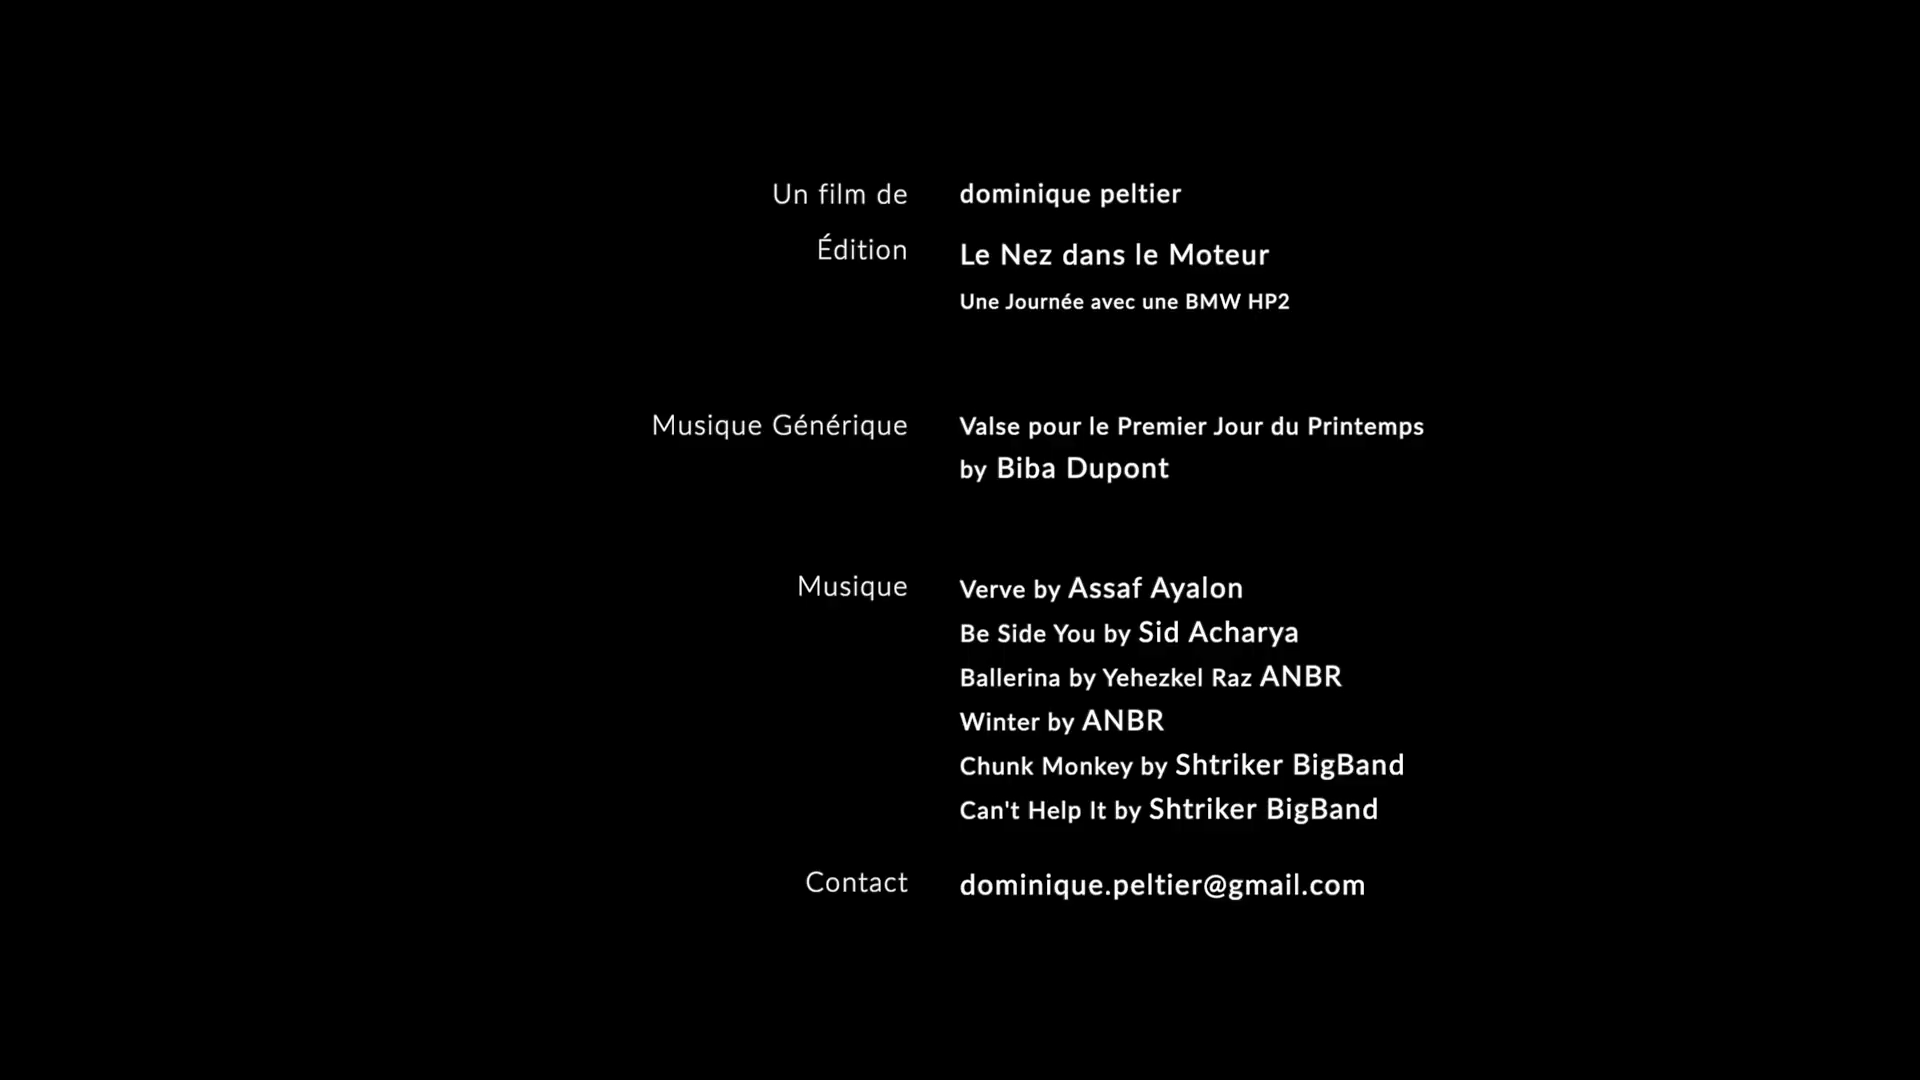 Un film de dominique peltier
Édition Le Nez dans le Moteur
Une Journée avec une BMW HP2
Musique Générique Valse pour le Premier Jour du Printemps
by Biba Dupont
Musique Verve by Assaf Ayalon
Be Side You by Sid Acharya
Ballerina by Yehezkel Raz ANBR
Winter by ANBR
Chunk Monkey by Shtriker BigBand
Can't Help It by Shtriker BigBand
Contact dominique.peltier@gmail.com